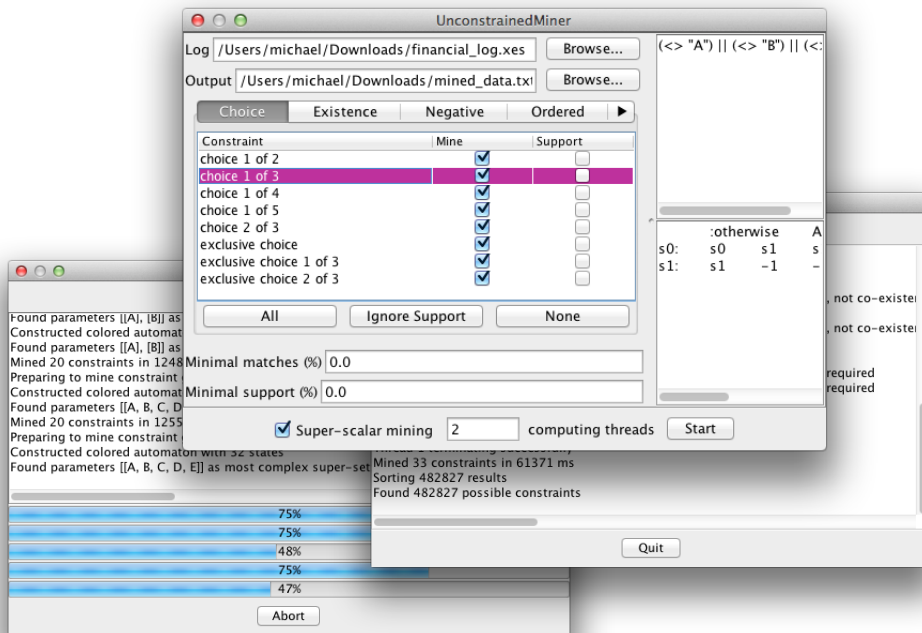 UnconstrainedMiner
Log /Users/michael/Downloads/financial_log.xes Browse...
Output /Users/michael/Downloads/mined_data.txt Browse...
Choice Existence Negative Ordered
Constraint Mine Support
choice 1 of 2
choice 1 of 3
choice 1 of 4
choice 1 of 5
choice 2 of 3
exclusive choice
exclusive choice 1 of 3
exclusive choice 2 of 3
All Ignore Support None
Minimal matches (%) 0.0
Minimal support (%) 0.0
Super-scalar mining 2 computing threads Start
(<> "A") || (<> "B") || (<:
:otherwise A
s0: s0 s1 s
s1: s1 -1 -
Found parameters [[A], [B]] as
Constructed colored automat
Found parameters [[A], [B]] as
Mined 20 constraints in 1248
Preparing to mine constraint
Constructed colored automat
Found parameters [[A, B, C, D
Mined 20 constraints in 1255
Preparing to mine constraint
Constructed colored automaton with 32 states
Found parameters [[A, B, C, D, E]] as most complex super-set
75%
75%
48%
75%
47%
Abort
, not co-exister
, not co-exister
required
required
Thread 1 terminating successfully
Mined 33 constraints in 61371 ms
Sorting 482827 results
Found 482827 possible constraints
Quit